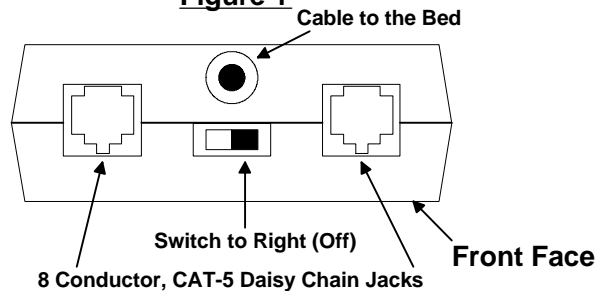 Figure 1
Cable to the Bed
Switch to Right (Off)
Front Face
8 Conductor, CAT-5 Daisy Chain Jacks